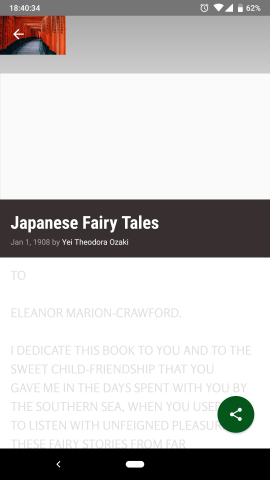 18:40:34
62%
Japanese Fairy Tales
Jan 1, 1908 by Yei Theodora Ozaki
TO
ELEANOR MARION-CRAWFORD.
I DEDICATE THIS BOOK TO YOU AND TO THE
SWEET CHILD-FRIENDSHIP THAT YOU
GAVE ME IN THE DAYS SPENT WITH YOU BY
THE SOUTHERN SEA, WHEN YOU USED
TO LISTEN WITH UNFEIGNED PLEASUR
THESE FAIRY STORIES FROM FAR